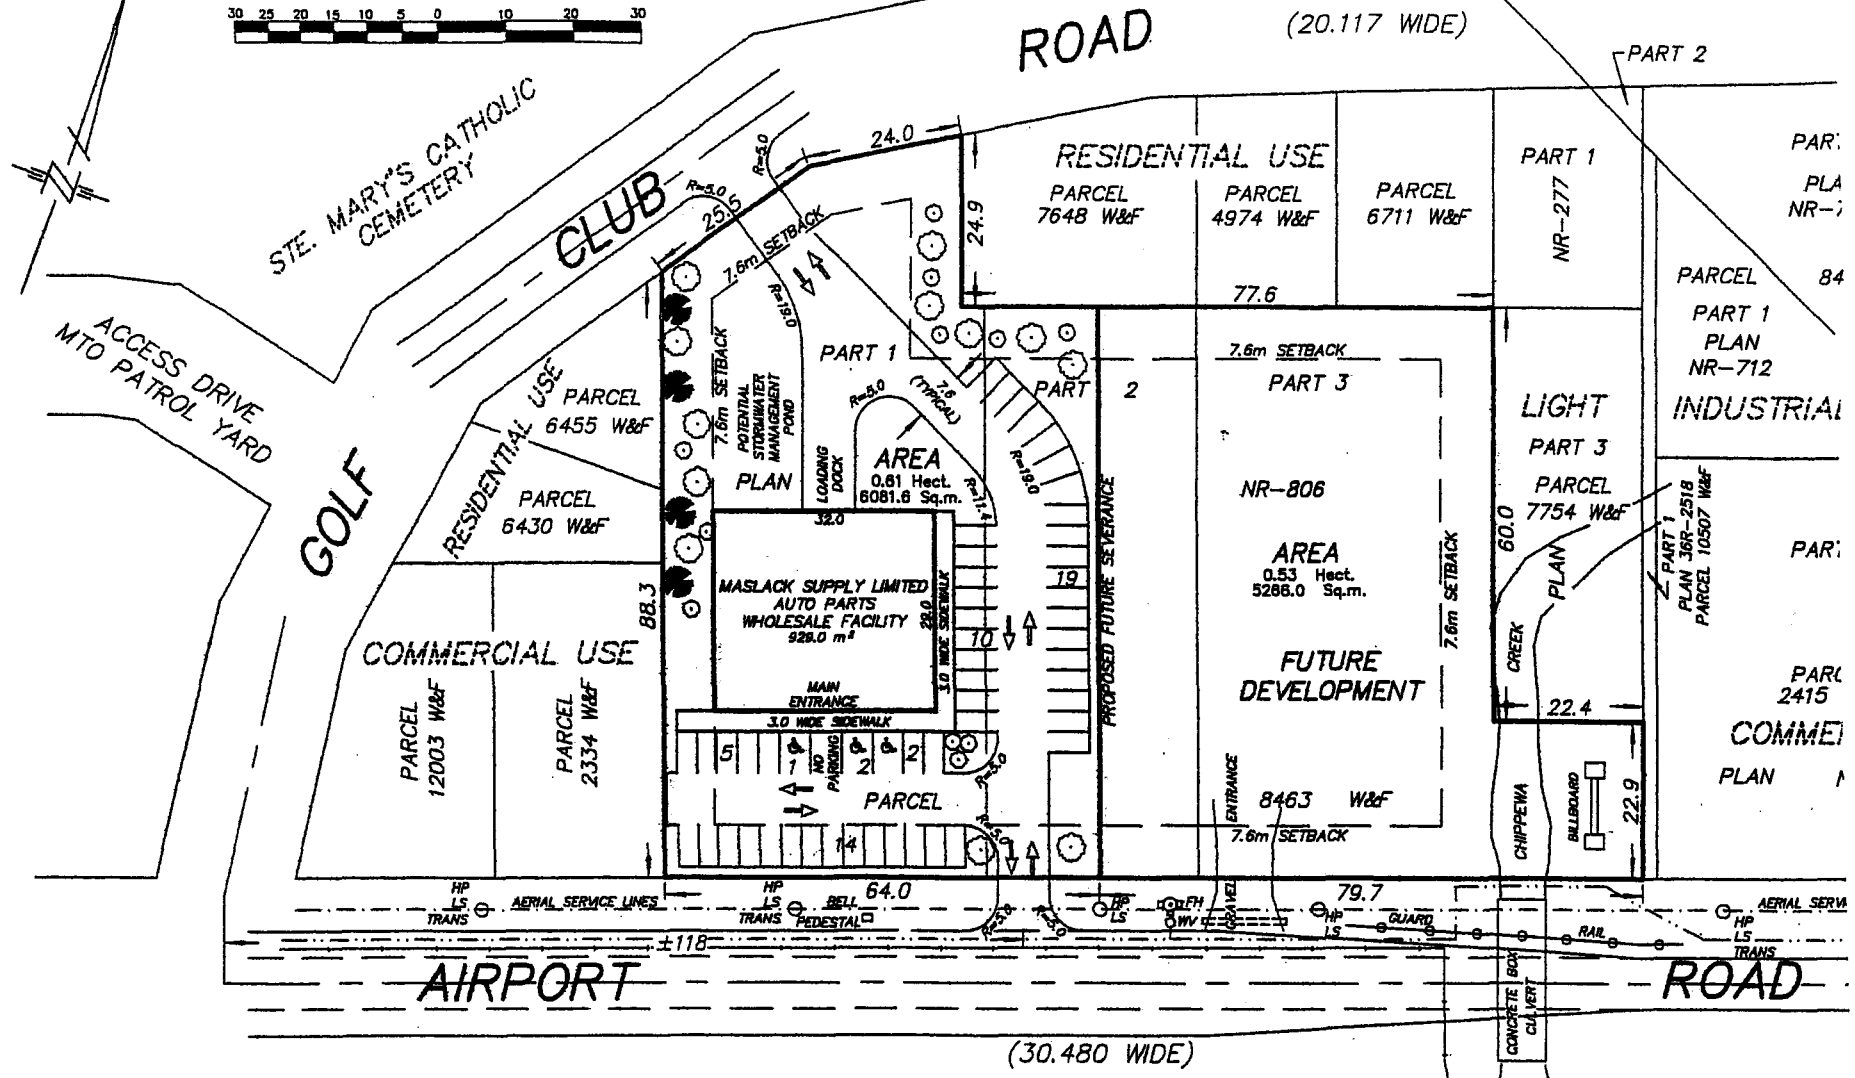 30 25 20 15 10 5 0 10 20 30
ROAD
(20.117 WIDE)
PART 2
STE. MARY'S CATHOLIC
CEMETERY
CLUB
GOLF
R=5.0
24.0
R=5.0
25.5
7.6m SETBACK
RESIDENTIAL USE
PARCEL
7648 W&F
PARCEL
4974 W&F
PARCEL
6711 W&F
PART 1
NR-277
24.9
77.6
PARCEL 84
PART 1
PLAN
NR-712
ACCESS DRIVE
MTO PATROL YARD
RESIDENTIAL USE
PARCEL
6455 W&F
PARCEL
6430 W&F
7.6m SETBACK
POTENTIAL
STORMWATER
MANAGEMENT
POND
R=19.0
PART 1
R=5.0
7.6
(TYPICAL)
PART 2
7.6m SETBACK
PART 3
LIGHT INDUSTRIAL
PART 3
PARCEL
7754 W&F
PLAN
LOADING
DOCK
AREA
0.61 Hect.
6081.6 Sq.m.
R=11.4
R=19.0
NR-806
AREA
0.53 Hect.
5266.0 Sq.m.
FUTURE
DEVELOPMENT
7.6m SETBACK
PROPOSED FUTURE SEVERANCE
60.0
PLAN
CREEK
PART 1
PLAN 36R-2518
PARCEL 10507 W&F
32.0
MASLACK SUPPLY LIMITED
AUTO PARTS
WHOLESALE FACILITY
929.0 m²
29.0
3.0 WIDE SIDEWALK
MAIN
ENTRANCE
3.0 WIDE SIDEWALK
10
19
88.3
COMMERCIAL USE
PARCEL
12003 W&F
PARCEL
2334 W&F
5
1
NO
PARKING
2
2
R=5.0
PARCEL
8463 W&F
14
R=5.0
ENTRANCE
7.6m SETBACK
22.4
22.9
CHIPPEWA
BILLBOARD
2415
PLAN
64.0
79.7
HP
LS
TRANS
AERIAL SERVICE LINES
HP
LS
TRANS
BELL
PEDESTAL
R=5.0
R=5.0
HP
LS
FH
WV
GRAVEL
HP
LS
GUARD
RAIL
HP
LS
TRANS
±118
AIRPORT
ROAD
CONCRETE BOX
CULVERT
(30.480 WIDE)